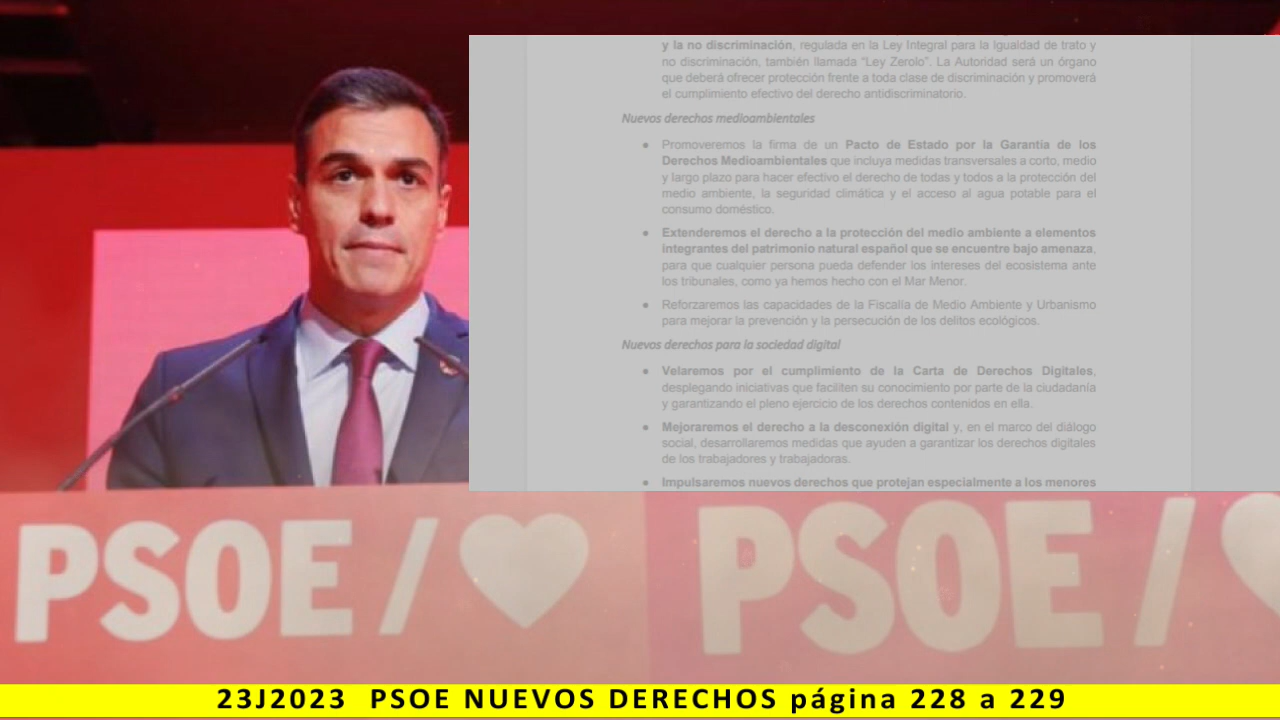 y la no discriminación, regulada en la Ley Integral para la igualdad de trato y
no discriminación, también llamada “Ley Zerolo”. La Autoridad será un órgano
que deberá ofrecer protección frente a toda clase de discriminación y promoverá
el cumplimiento efectivo del derecho antidiscriminatorio.
Nuevos derechos medioambientales
● Promoveremos la firma de un Pacto de Estado por la Garantía de los
Derechos Medioambientales que incluya medidas transversales a corto, medio
y largo plazo para hacer efectivo el derecho de todas y todos a la protección del
medio ambiente, la seguridad climática y el acceso al agua potable para el
consumo doméstico.
● Extenderemos el derecho a la protección del medio ambiente a elementos
integrantes del patrimonio natural español que se encuentre bajo amenaza,
para que cualquier persona pueda defender los intereses del ecosistema ante
los tribunales, como ya hemos hecho con el Mar Menor.
● Reforzaremos las capacidades de la Fiscalía de Medio Ambiente y Urbanismo
para mejorar la prevención y la persecución de los delitos ecológicos.
Nuevos derechos para la sociedad digital
● Velaremos por el cumplimiento de la Carta de Derechos Digitales,
desplegando iniciativas que faciliten su conocimiento por parte de la ciudadanía
y garantizando el pleno ejercicio de los derechos contenidos en ella.
● Mejoraremos el derecho a la desconexión digital y, en el marco del diálogo
social, desarrollaremos medidas que ayuden a garantizar los derechos digitales
de los trabajadores y trabajadoras.
● Impulsaremos nuevos derechos que protejan especialmente a los menores
PSOE / PSOE /
23J2023 PSOE NUEVOS DERECHOS página 228 a 229